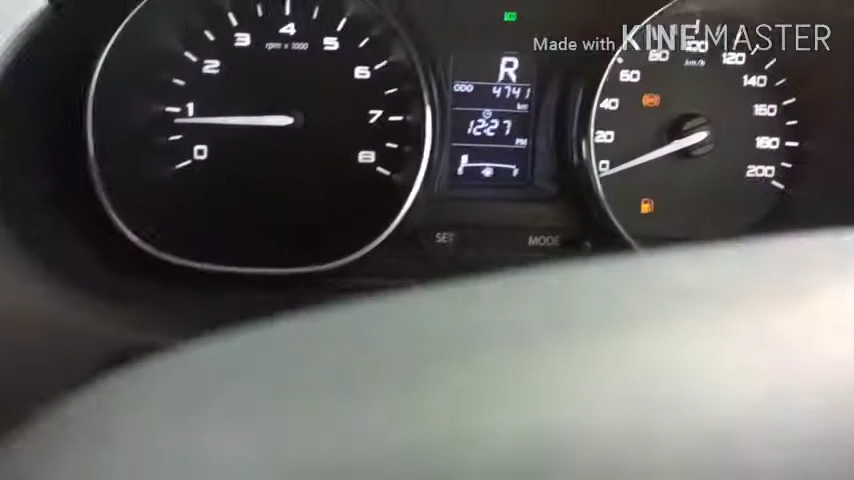 ECO
Made with KINEMASTER
0 1 2 3 4 5 6 7 8
rpm x 1000
R
ODO 4741
km
12:27
PM
E F
0 20 40 60 80 100 120 140 160 180 200
km/h
SET MODE